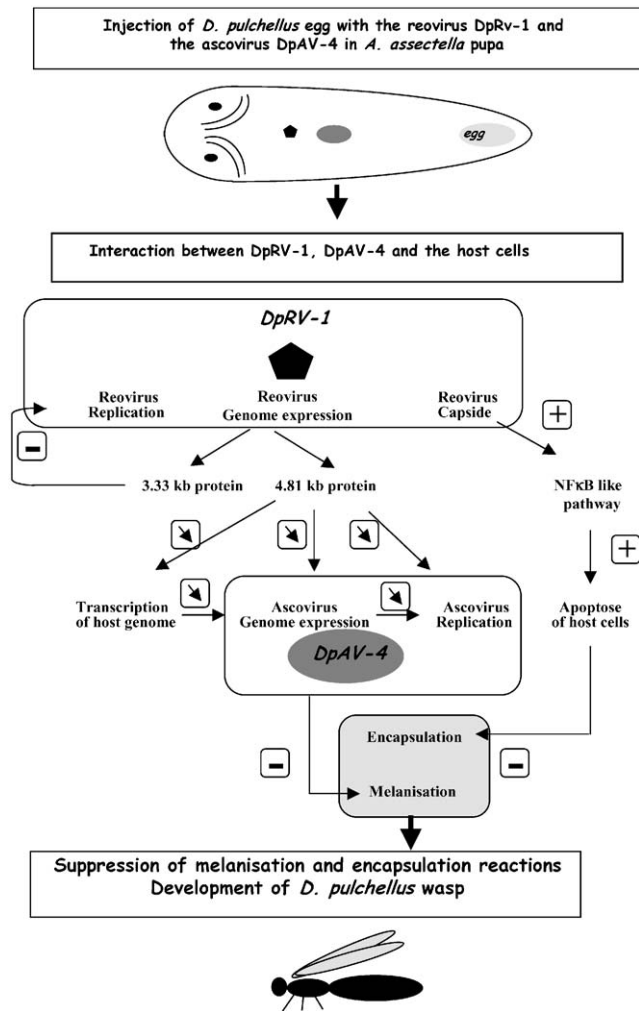 Injection of D. pulchellus egg with the reovirus DpRv-1 and
the ascovirus DpAV-4 in A. assectella pupa
egg
Interaction between DpRV-1, DpAV-4 and the host cells
DpRV-1
Reovirus
Replication
Reovirus
Genome expression
Reovirus
Capside
+
-
3.33 kb protein
4.81 kb protein
NFκB like
pathway
+
Transcription
of host genome
Ascovirus
Genome expression
Ascovirus
Replication
Apoptose
of host cells
DpAV-4
Encapsulation
-
-
Melanisation
Suppression of melanisation and encapsulation reactions
Development of D. pulchellus wasp